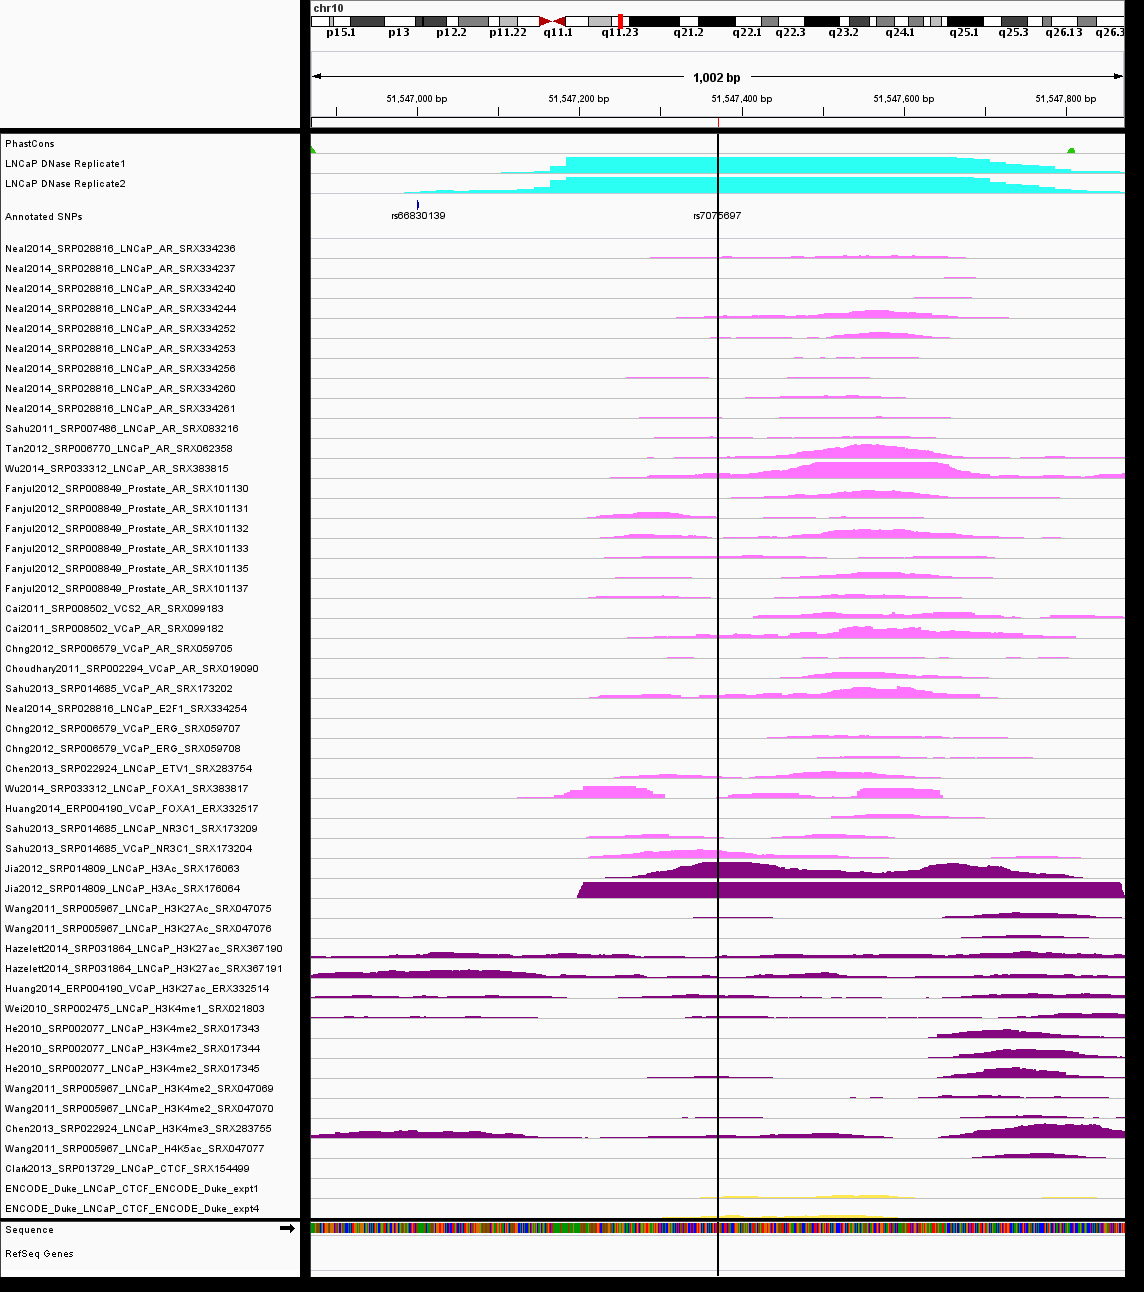 chr10
p15.1 p13 p12.2 p11.22 q11.1 q11.23 q21.2 q22.1 q22.3 q23.2 q24.1 q25.1 q25.3 q26.13 q26.3
1,002 bp
51,547,000 bp 51,547,200 bp 51,547,400 bp 51,547,600 bp 51,547,800 bp
PhastCons
LNCaP DNase Replicate1
LNCaP DNase Replicate2
Annotated SNPs rs66830139 rs7075697
Neal2014_SRP028816_LNCaP_AR_SRX334236
Neal2014_SRP028816_LNCaP_AR_SRX334237
Neal2014_SRP028816_LNCaP_AR_SRX334240
Neal2014_SRP028816_LNCaP_AR_SRX334244
Neal2014_SRP028816_LNCaP_AR_SRX334252
Neal2014_SRP028816_LNCaP_AR_SRX334253
Neal2014_SRP028816_LNCaP_AR_SRX334256
Neal2014_SRP028816_LNCaP_AR_SRX334260
Neal2014_SRP028816_LNCaP_AR_SRX334261
Sahu2011_SRP007486_LNCaP_AR_SRX083216
Tan2012_SRP006770_LNCaP_AR_SRX062358
Wu2014_SRP033312_LNCaP_AR_SRX383815
Fanjul2012_SRP008849_Prostate_AR_SRX101130
Fanjul2012_SRP008849_Prostate_AR_SRX101131
Fanjul2012_SRP008849_Prostate_AR_SRX101132
Fanjul2012_SRP008849_Prostate_AR_SRX101133
Fanjul2012_SRP008849_Prostate_AR_SRX101135
Fanjul2012_SRP008849_Prostate_AR_SRX101137
Cai2011_SRP008502_VCS2_AR_SRX099183
Cai2011_SRP008502_VCaP_AR_SRX099182
Chng2012_SRP006579_VCaP_AR_SRX059705
Choudhary2011_SRP002294_VCaP_AR_SRX019090
Sahu2013_SRP014685_VCaP_AR_SRX173202
Neal2014_SRP028816_LNCaP_E2F1_SRX334254
Chng2012_SRP006579_VCaP_ERG_SRX059707
Chng2012_SRP006579_VCaP_ERG_SRX059708
Chen2013_SRP022924_LNCaP_ETV1_SRX283754
Wu2014_SRP033312_LNCaP_FOXA1_SRX383817
Huang2014_ERP004190_VCaP_FOXA1_ERX332517
Sahu2013_SRP014685_LNCaP_NR3C1_SRX173209
Sahu2013_SRP014685_VCaP_NR3C1_SRX173204
Jia2012_SRP014809_LNCaP_H3Ac_SRX176063
Jia2012_SRP014809_LNCaP_H3Ac_SRX176064
Wang2011_SRP005967_LNCaP_H3K27Ac_SRX047075
Wang2011_SRP005967_LNCaP_H3K27Ac_SRX047076
Hazelett2014_SRP031864_LNCaP_H3K27ac_SRX367190
Hazelett2014_SRP031864_LNCaP_H3K27ac_SRX367191
Huang2014_ERP004190_VCaP_H3K27ac_ERX332514
Wei2010_SRP002475_LNCaP_H3K4me1_SRX021803
He2010_SRP002077_LNCaP_H3K4me2_SRX017343
He2010_SRP002077_LNCaP_H3K4me2_SRX017344
He2010_SRP002077_LNCaP_H3K4me2_SRX017345
Wang2011_SRP005967_LNCaP_H3K4me2_SRX047069
Wang2011_SRP005967_LNCaP_H3K4me2_SRX047070
Chen2013_SRP022924_LNCaP_H3K4me3_SRX283755
Wang2011_SRP005967_LNCaP_H4K5ac_SRX047077
Clark2013_SRP013729_LNCaP_CTCF_SRX154499
ENCODE_Duke_LNCaP_CTCF_ENCODE_Duke_expt1
ENCODE_Duke_LNCaP_CTCF_ENCODE_Duke_expt4
Sequence
RefSeq Genes